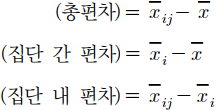 (총편차) = x̅ᵢⱼ − x̅
(집단 간 편차) = x̅ᵢ − x̅
(집단 내 편차) = x̅ᵢⱼ − x̅ᵢ